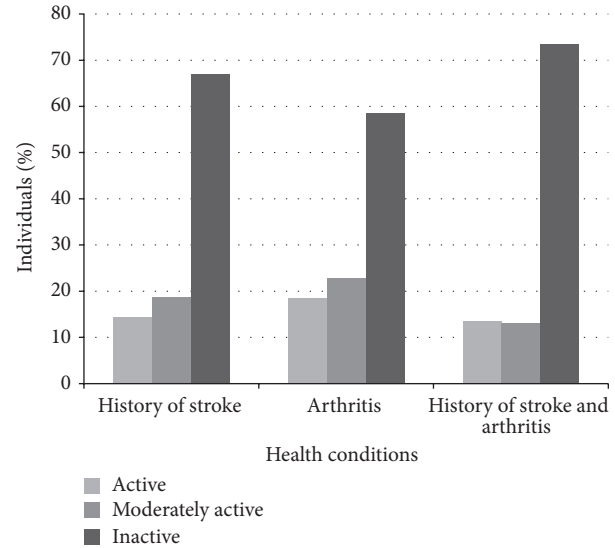 80
70
60
50
40
30
20
10
0
Individuals (%)
History of stroke
Arthritis
History of stroke and
arthritis
Health conditions
Active
Moderately active
Inactive